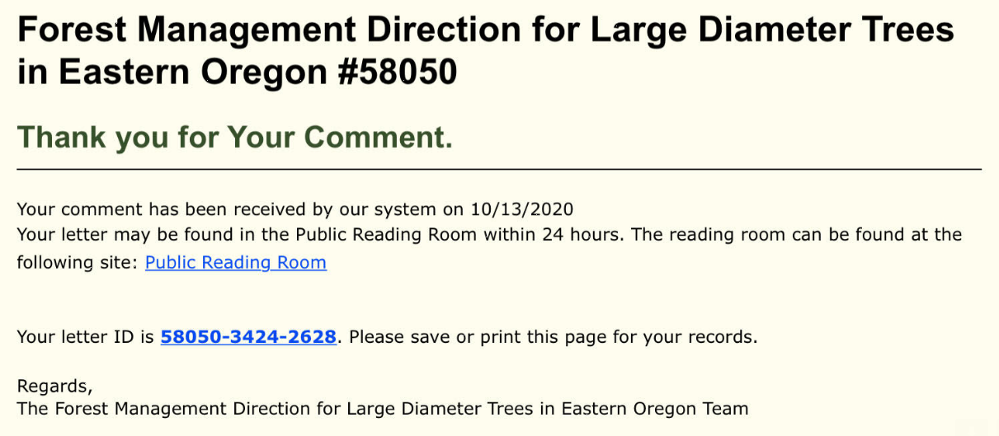 Forest Management Direction for Large Diameter Trees
in Eastern Oregon #58050
Thank you for Your Comment.
Your comment has been received by our system on 10/13/2020
Your letter may be found in the Public Reading Room within 24 hours. The reading room can be found at the
following site: Public Reading Room
Your letter ID is 58050-3424-2628. Please save or print this page for your records.
Regards,
The Forest Management Direction for Large Diameter Trees in Eastern Oregon Team